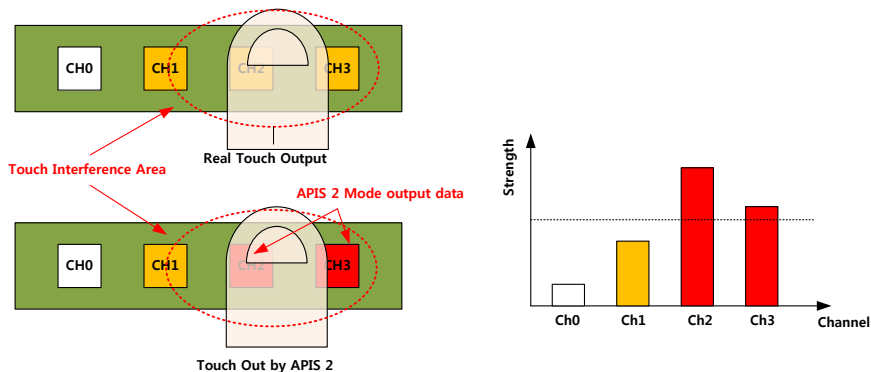 CH0
CH1
CH2
CH3
Real Touch Output
Touch Interference Area
APIS 2 Mode output data
CH0
CH1
CH2
CH3
Touch Out by APIS 2
Strength
Ch0
Ch1
Ch2
Ch3
Channel